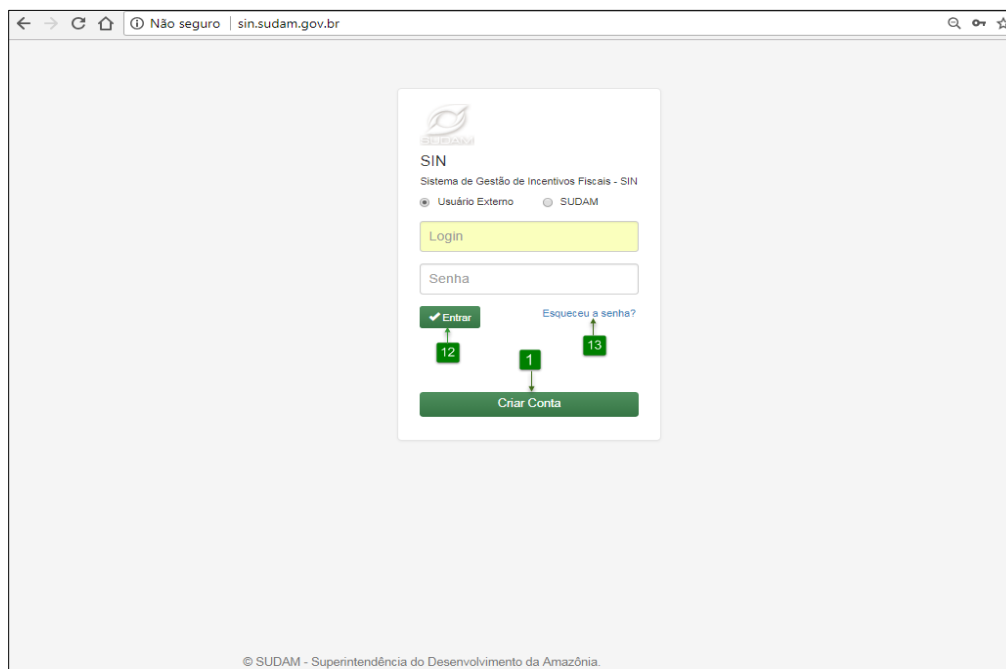 Não seguro | sin.sudam.gov.br
SUDAM
SIN
Sistema de Gestão de Incentivos Fiscais - SIN
Usuário Externo SUDAM
Login
Senha
Entrar Esqueceu a senha?
12 13
1
Criar Conta
© SUDAM - Superintendência do Desenvolvimento da Amazônia.